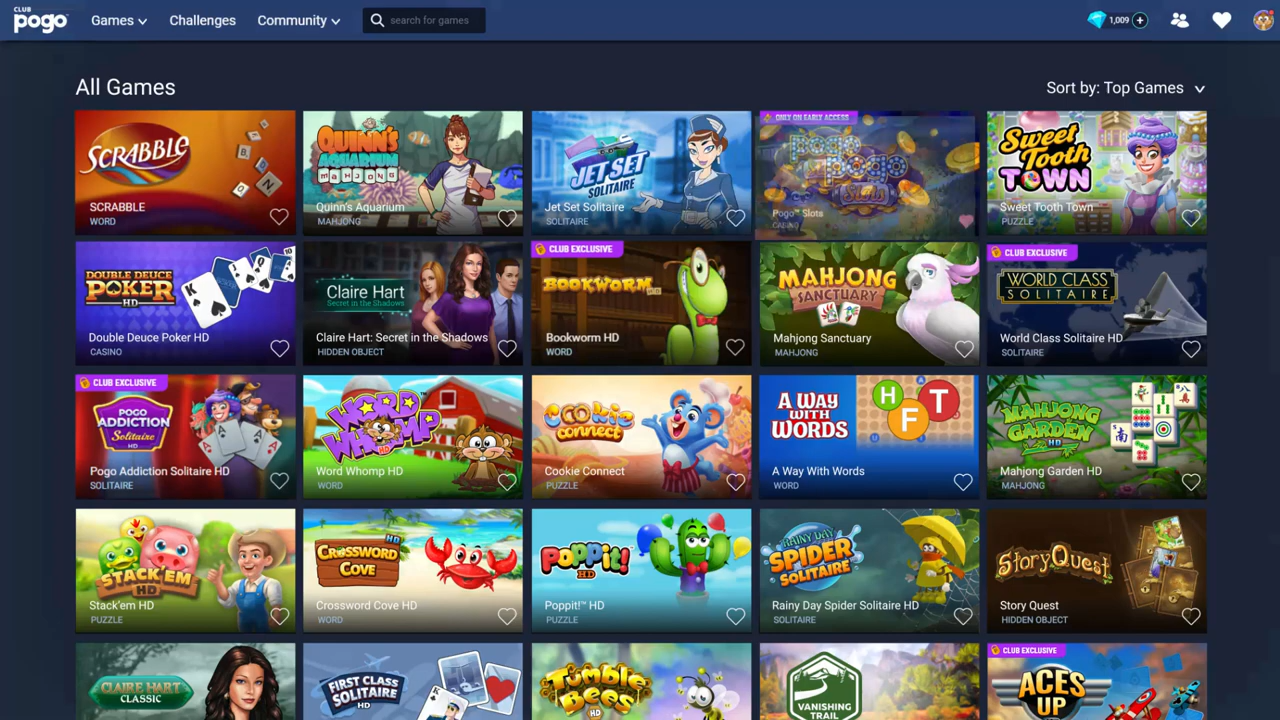 CLUB
pogo
Games
Challenges
Community
search for games
1,009
All Games
Sort by: Top Games
SCRABBLE
SCRABBLE
WORD
QUINN'S
AQUARIUM
mahjong
Quinn's Aquarium
MAHJONG
JET SET
SOLITAIRE
Jet Set Solitaire
SOLITAIRE
ONLY ON EARLY ACCESS
pogo
pogo
Slots
Pogo™ Slots
CASINO
Sweet
Tooth
TOWN
Sweet Tooth Town
PUZZLE
DOUBLE DEUCE
POKER
HD
Double Deuce Poker HD
CASINO
Claire Hart
Secret in the Shadows
Claire Hart: Secret in the Shadows
HIDDEN OBJECT
CLUB EXCLUSIVE
BOOKWORM HD
Bookworm HD
WORD
MAHJONG
SANCTUARY
Mahjong Sanctuary
MAHJONG
CLUB EXCLUSIVE
WORLD CLASS
SOLITAIRE
World Class Solitaire HD
SOLITAIRE
CLUB EXCLUSIVE
POGO
ADDICTION
Solitaire
HD
Pogo Addiction Solitaire HD
SOLITAIRE
WORD
WHOMP
HD
Word Whomp HD
WORD
COOKIE
connect
Cookie Connect
PUZZLE
A WAY
WITH
WORDS
H
F
T
A Way With Words
WORD
MAHJONG
GARDEN
HD
Mahjong Garden HD
MAHJONG
STACK'EM
HD
Stack'em HD
PUZZLE
HD
CROSSWORD
COVE
Crossword Cove HD
WORD
POPPIT!
HD
Poppit!™ HD
PUZZLE
RAINY DAY
SPIDER
SOLITAIRE
Rainy Day Spider Solitaire HD
SOLITAIRE
StoryQuest
Story Quest
HIDDEN OBJECT
CLAIRE HART
CLASSIC
FIRST CLASS
SOLITAIRE
HD
Tumble
Bees
HD
VANISHING
TRAIL
CLUB EXCLUSIVE
ACES
UP